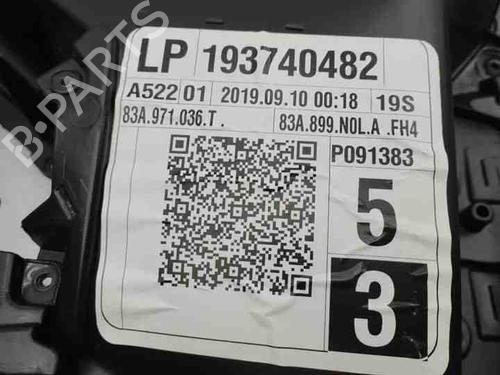 LP 193740482
A522 01 2019.09.10 00:18 19S
83A.971.036.T. 83A.899.N0L.A .FH4
P091383
5
3
B-PARTS